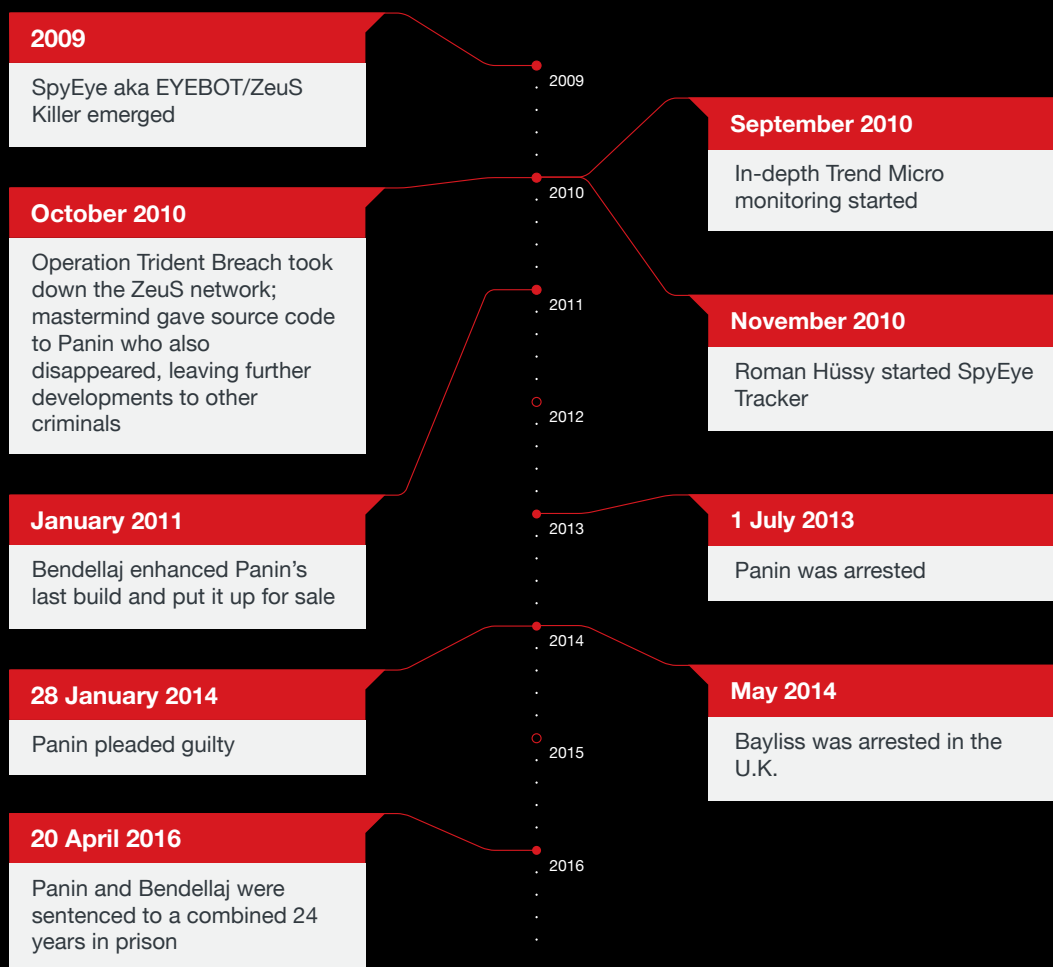 2009
SpyEye aka EYEBOT/ZeuS
Killer emerged
2009
September 2010
In-depth Trend Micro
monitoring started
2010
October 2010
Operation Trident Breach took
down the ZeuS network;
mastermind gave source code
to Panin who also
disappeared, leaving further
developments to other
criminals
November 2010
Roman Hüssy started SpyEye
Tracker
2011
2012
January 2011
Bendellaj enhanced Panin’s
last build and put it up for sale
2013
1 July 2013
Panin was arrested
2014
28 January 2014
Panin pleaded guilty
May 2014
Bayliss was arrested in the
U.K.
2015
20 April 2016
Panin and Bendellaj were
sentenced to a combined 24
years in prison
2016